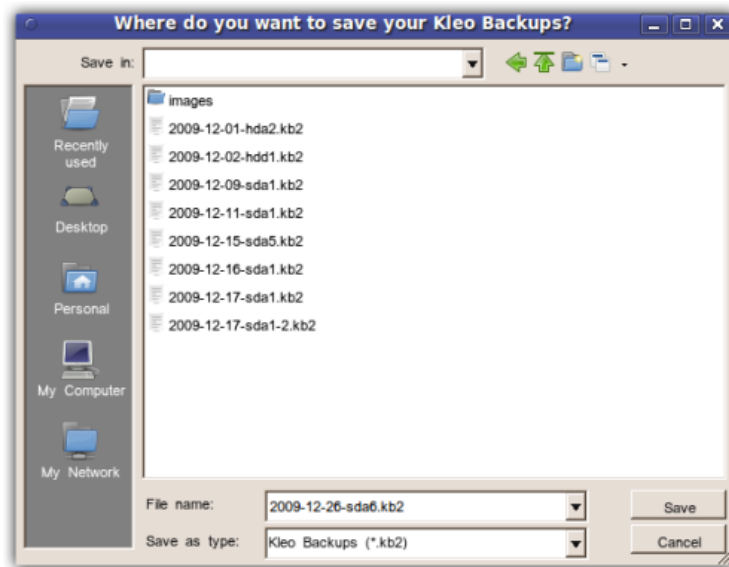 Where do you want to save your Kleo Backups?
Save in:
Recently
used
Desktop
Personal
My Computer
My Network
images
2009-12-01-hda2.kb2
2009-12-02-hdd1.kb2
2009-12-09-sda1.kb2
2009-12-11-sda1.kb2
2009-12-15-sda5.kb2
2009-12-16-sda1.kb2
2009-12-17-sda1.kb2
2009-12-17-sda1-2.kb2
File name: 2009-12-26-sda6.kb2 Save
Save as type: Kleo Backups (*.kb2) Cancel